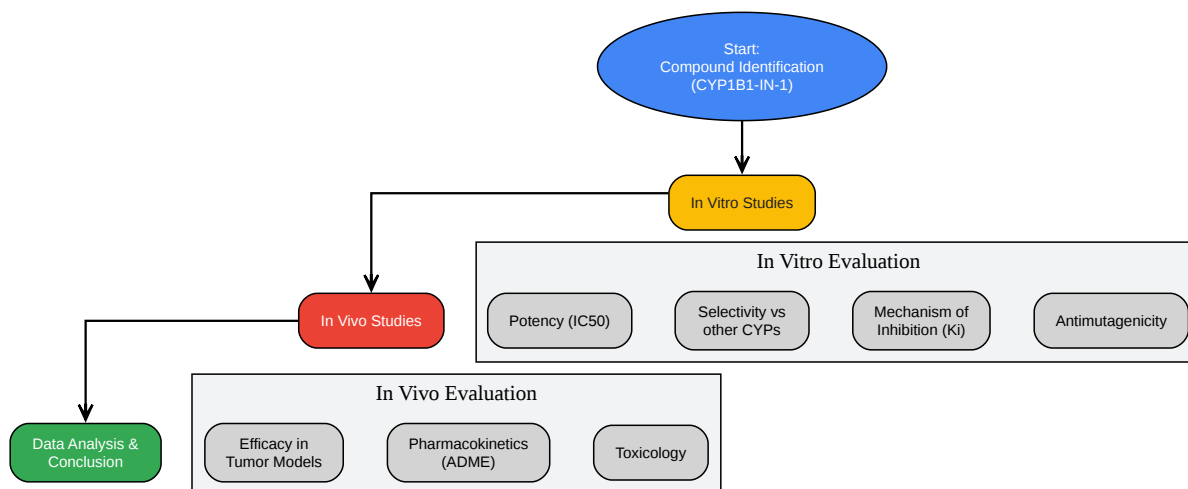 Start:
Compound Identification
(CYP1B1-IN-1)
In Vitro Studies
In Vitro Evaluation
Potency (IC50)
Selectivity vs
other CYPs
Mechanism of
Inhibition (Ki)
Antimutagenicity
In Vivo Studies
In Vivo Evaluation
Efficacy in
Tumor Models
Pharmacokinetics
(ADME)
Toxicology
Data Analysis &
Conclusion